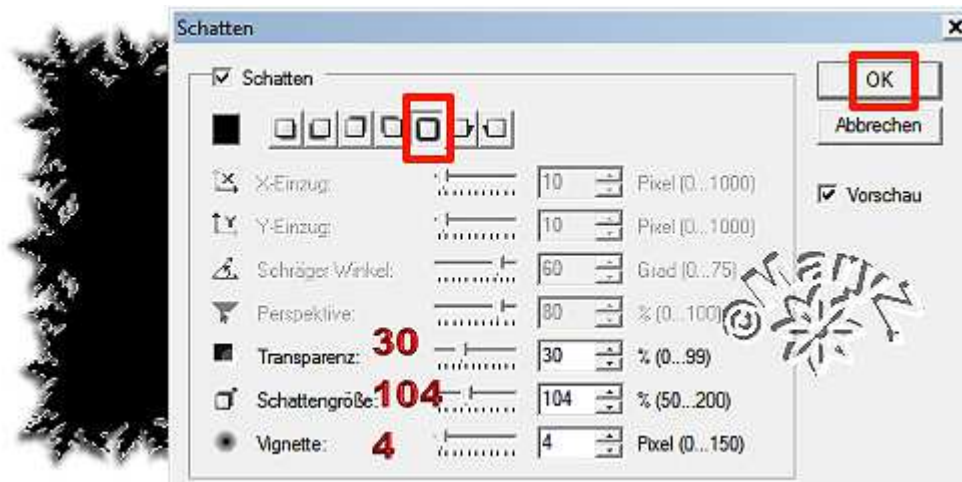 Schatten
Schatten
OK
Abbrechen
Vorschau
X-Einzug: 10 Pixel (0...1000)
Y-Einzug: 10 Pixel (0...1000)
Schräger Winkel: 60 Grad (0...75)
Perspektive: 80 % (0...100)
Transparenz: 30 30 % (0...99)
Schattengröße: 104 104 % (50...200)
Vignette: 4 4 Pixel (0...150)